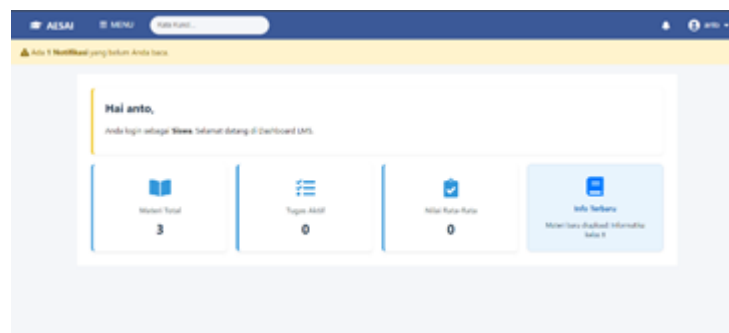 AESAI
MENU
Kata Kunci...
anto
Ada 1 Notifikasi yang belum Anda baca.
Hai anto,
Anda login sebagai Siswa. Selamat datang di Dashboard LMS.
Materi Total
3
Tugas Aktif
0
Nilai Rata-Rata
0
Info Terbaru
Materi baru diupload: Informatika
kelas